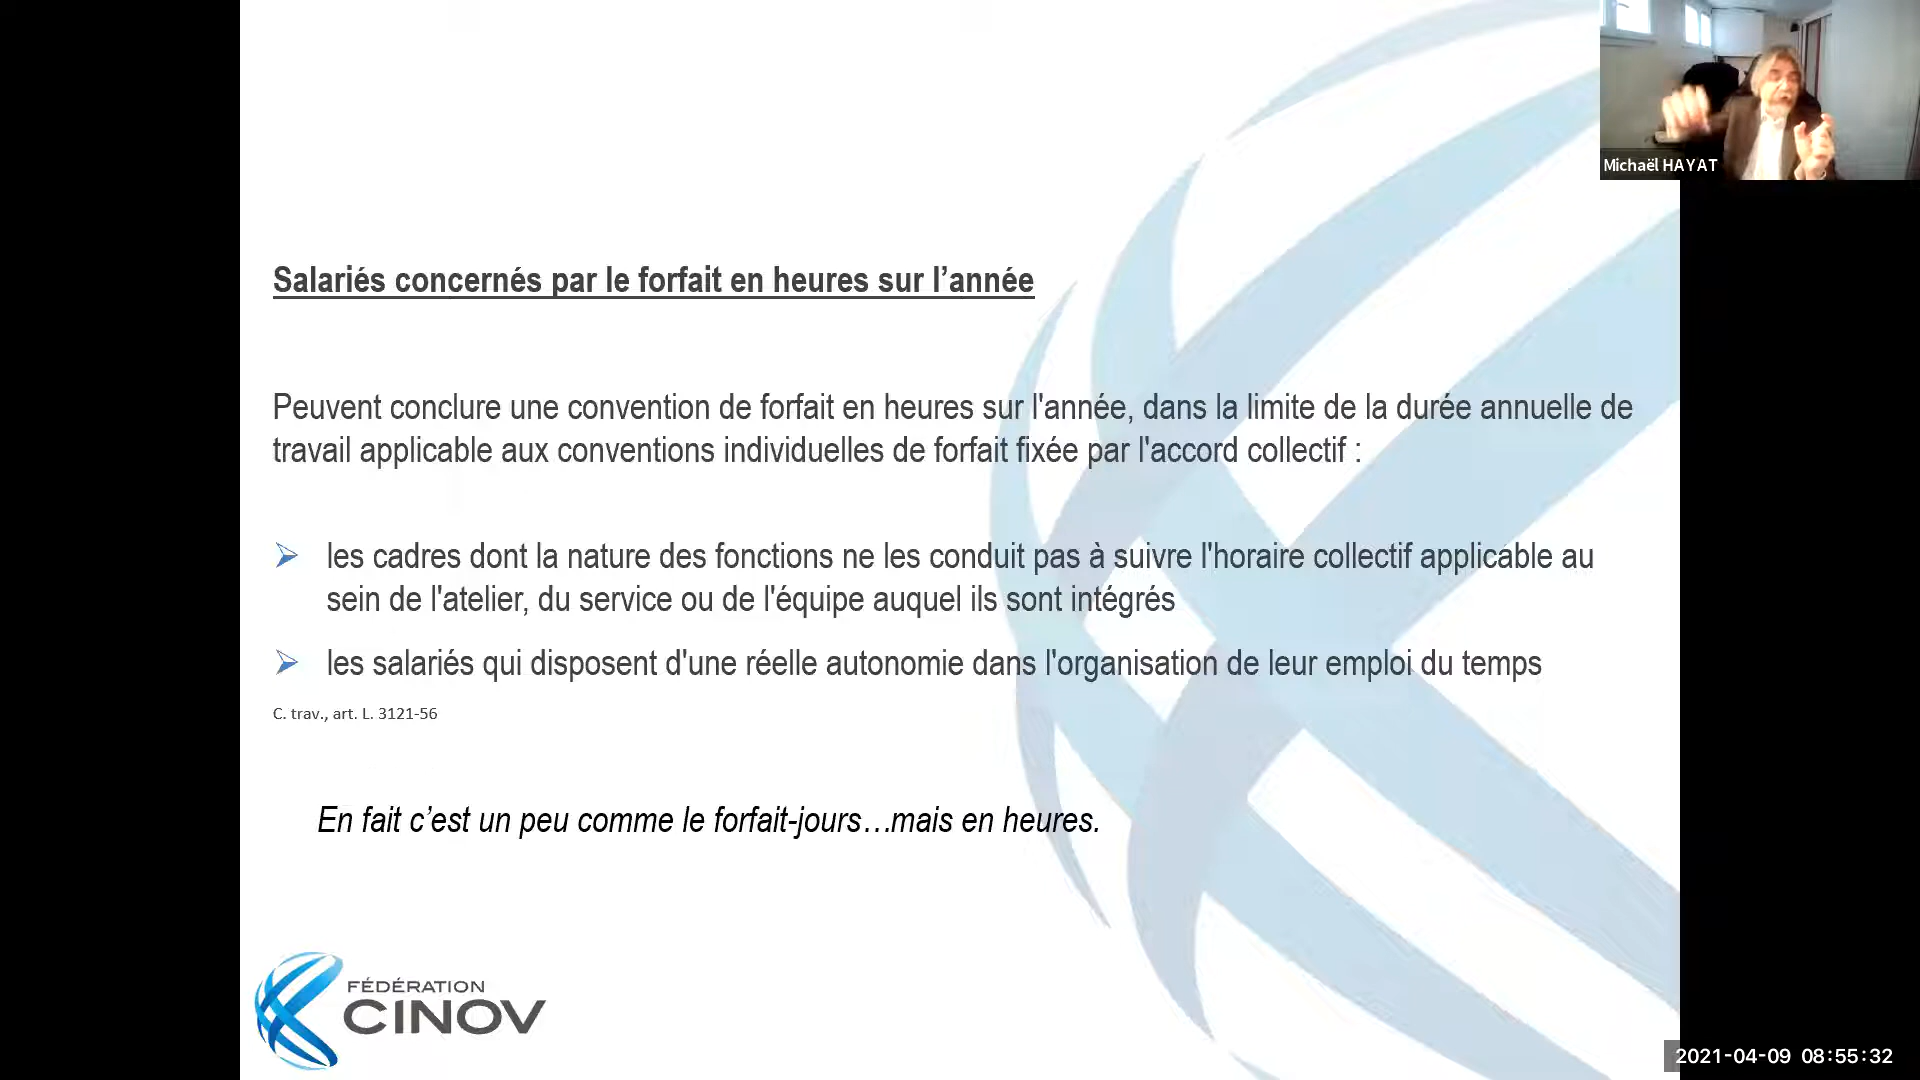 Michaël HAYAT
Salariés concernés par le forfait en heures sur l’année
Peuvent conclure une convention de forfait en heures sur l'année, dans la limite de la durée annuelle de
travail applicable aux conventions individuelles de forfait fixée par l'accord collectif :
les cadres dont la nature des fonctions ne les conduit pas à suivre l'horaire collectif applicable au
sein de l'atelier, du service ou de l'équipe auquel ils sont intégrés
les salariés qui disposent d'une réelle autonomie dans l'organisation de leur emploi du temps
C. trav., art. L. 3121-56
En fait c’est un peu comme le forfait-jours…mais en heures.
FÉDÉRATION
CINOV
2021-04-09 08:55:32